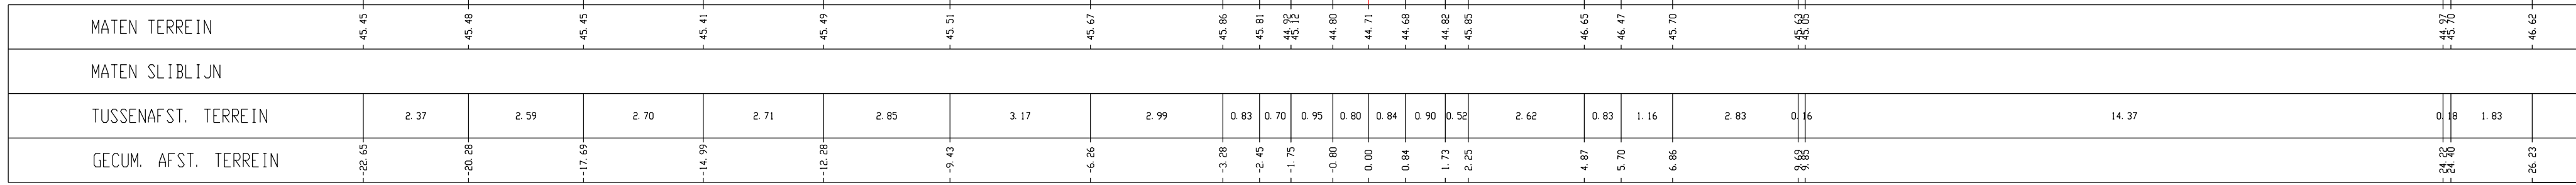 MATEN TERREIN 45.45 45.48 45.45 45.41 45.49 45.51 45.67 45.86 45.81 44.92 45.12 44.80 44.71 44.68 44.82 45.85 46.65 46.47 45.70 45.63 45.05 44.97 45.70 46.62
MATEN SLIBLIJN
TUSSENAFST. TERREIN 2.37 2.59 2.70 2.71 2.85 3.17 2.99 0.83 0.70 0.95 0.80 0.84 0.90 0.52 2.62 0.83 1.16 2.83 0.16 14.37 0.18 1.83
GECUM. AFST. TERREIN -22.65 -20.28 -17.69 -14.99 -12.28 -9.43 -6.26 -3.28 -2.45 -1.75 -0.80 0.00 0.84 1.73 2.25 4.87 5.70 6.86 9.69 9.85 24.22 24.40 26.23